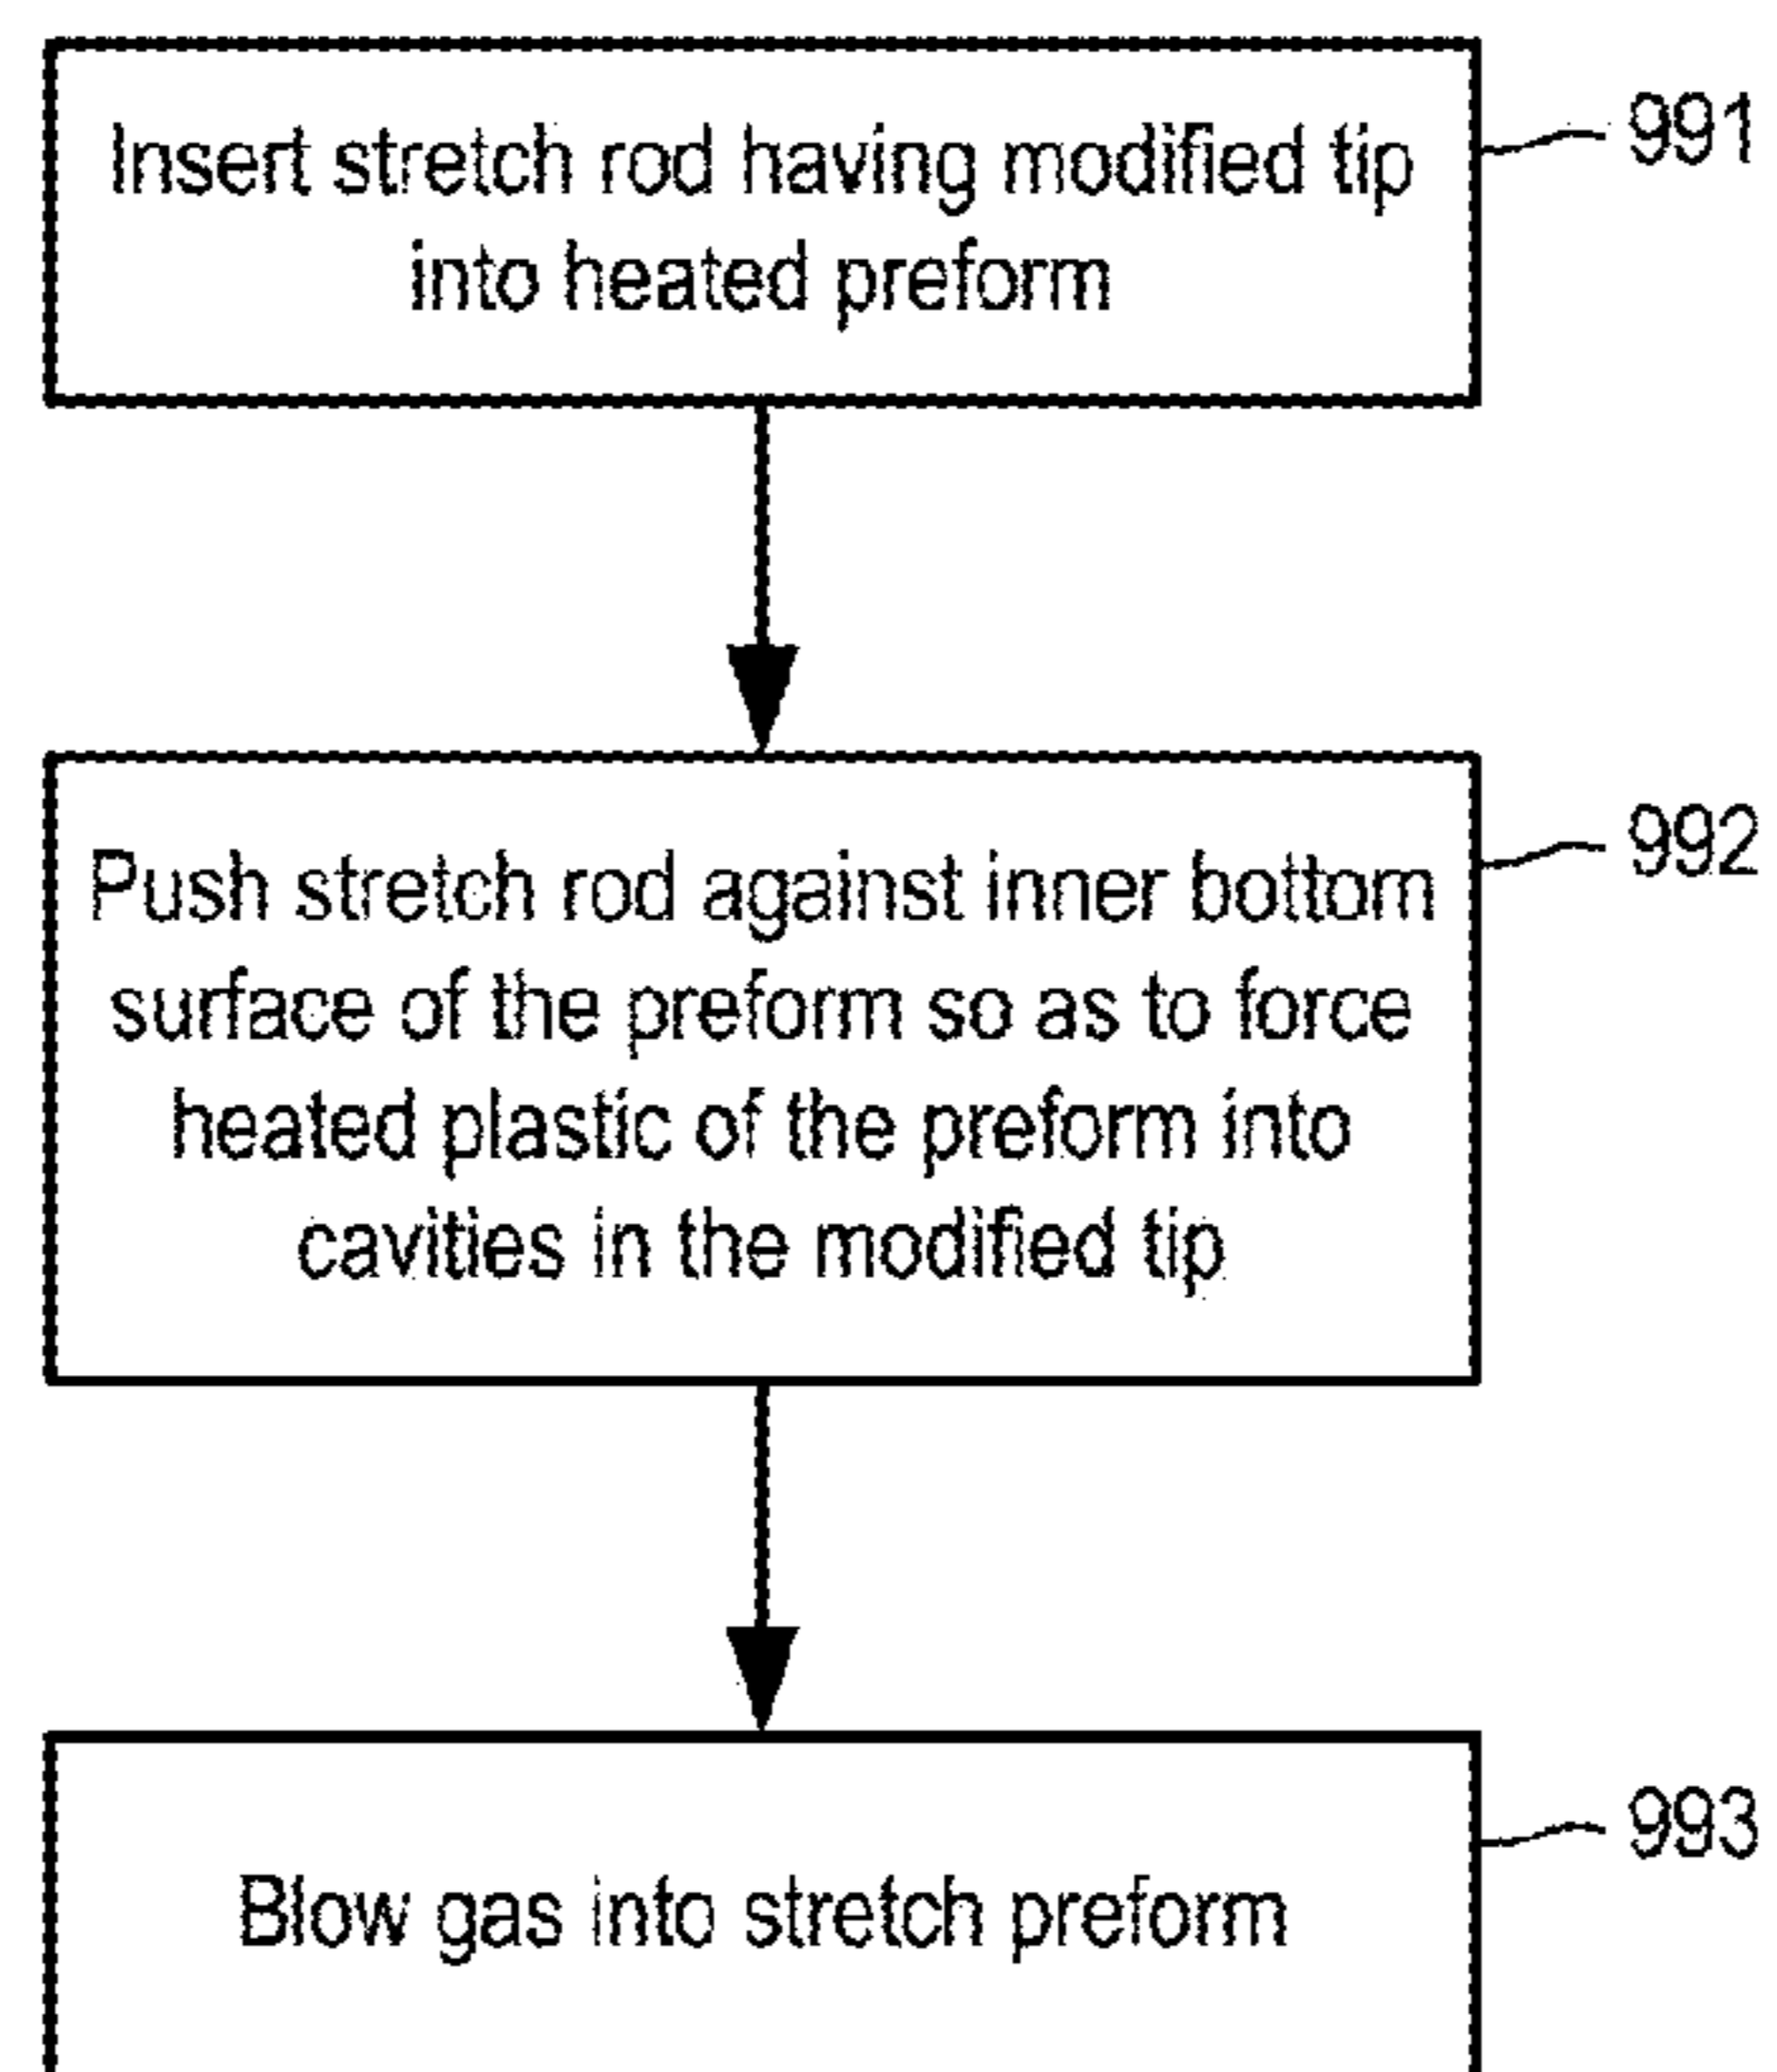 Insert stretch rod having modified tip
into heated preform
991
Push stretch rod against inner bottom
surface of the preform so as to force
heated plastic of the preform into
cavities in the modified tip
992
Blow gas into stretch preform
993